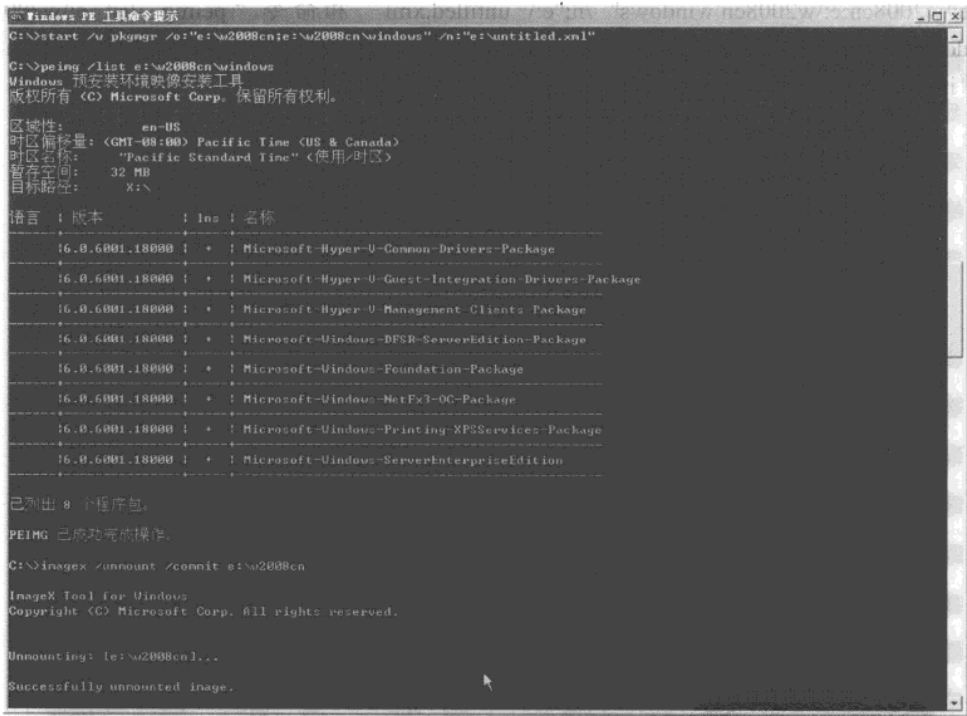 Windows PE 工具命令提示
C:\>start /w pkgmgr /o:"e:\w2008cn;e:\w2008cn\windows" /n:"e:\untitled.xml"
C:\>peimg /list e:\w2008cn\windows
Windows 预安装环境映像安装工具
版权所有 (C) Microsoft Corp。保留所有权利。
区域性: en-US
时区偏移量: (GMT-08:00) Pacific Time (US & Canada)
时区名称: "Pacific Standard Time" (使用/时区)
暂存空间: 32 MB
目标路径: X:\
语言 | 版本 | Ins | 名称
|6.0.6001.18000 | + | Microsoft-Hyper-V-Common-Drivers-Package
|6.0.6001.18000 | + | Microsoft-Hyper-V-Guest-Integration-Drivers-Package
|6.0.6001.18000 | + | Microsoft-Hyper-V-Management-Clients-Package
|6.0.6001.18000 | + | Microsoft-Windows-DFSR-ServerEdition-Package
|6.0.6001.18000 | + | Microsoft-Windows-Foundation-Package
|6.0.6001.18000 | + | Microsoft-Windows-NetFx3-OC-Package
|6.0.6001.18000 | + | Microsoft-Windows-Printing-XPSServices-Package
|6.0.6001.18000 | + | Microsoft-Windows-ServerEnterpriseEdition
已列出 8 个程序包。
PEIMG 已成功完成操作。
C:\>imagex /unmount /commit e:\w2008cn
ImageX Tool for Windows
Copyright (C) Microsoft Corp. All rights reserved.
Unmounting: [e:\w2008cn]...
Successfully unmounted image.